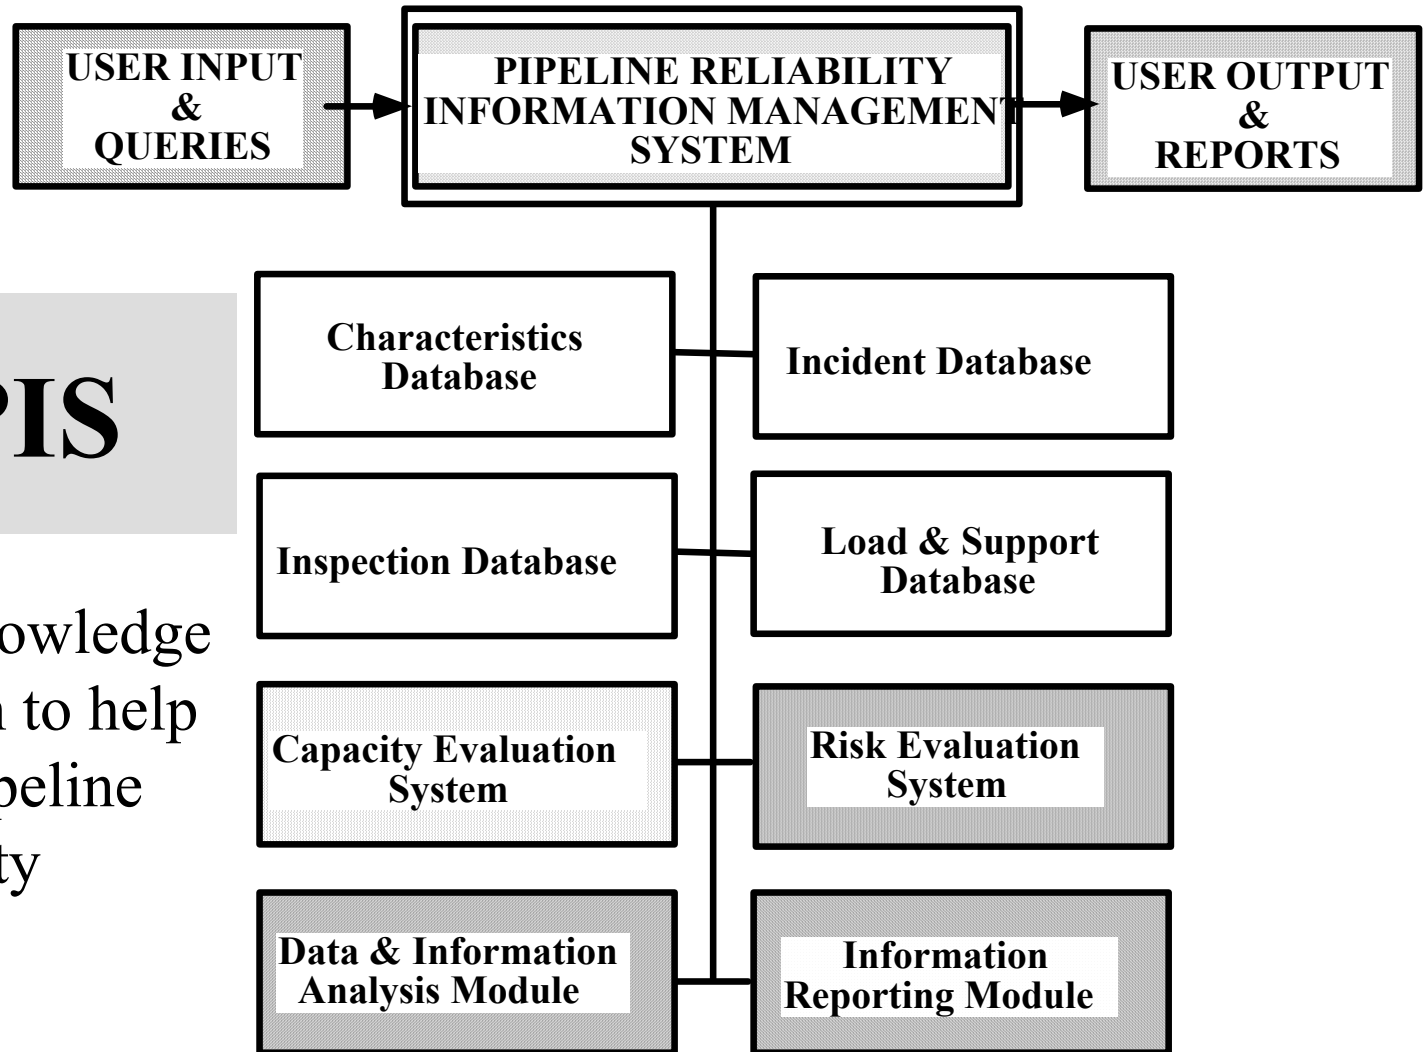 USER INPUT
&
QUERIES
PIPELINE RELIABILITY
INFORMATION MANAGEMENT
SYSTEM
USER OUTPUT
&
REPORTS
Characteristics
Database
Incident Database
PIS
Inspection Database
Load & Support
Database
owledge
to help
peline
ty
Capacity Evaluation
System
Risk Evaluation
System
Data & Information
Analysis Module
Information
Reporting Module